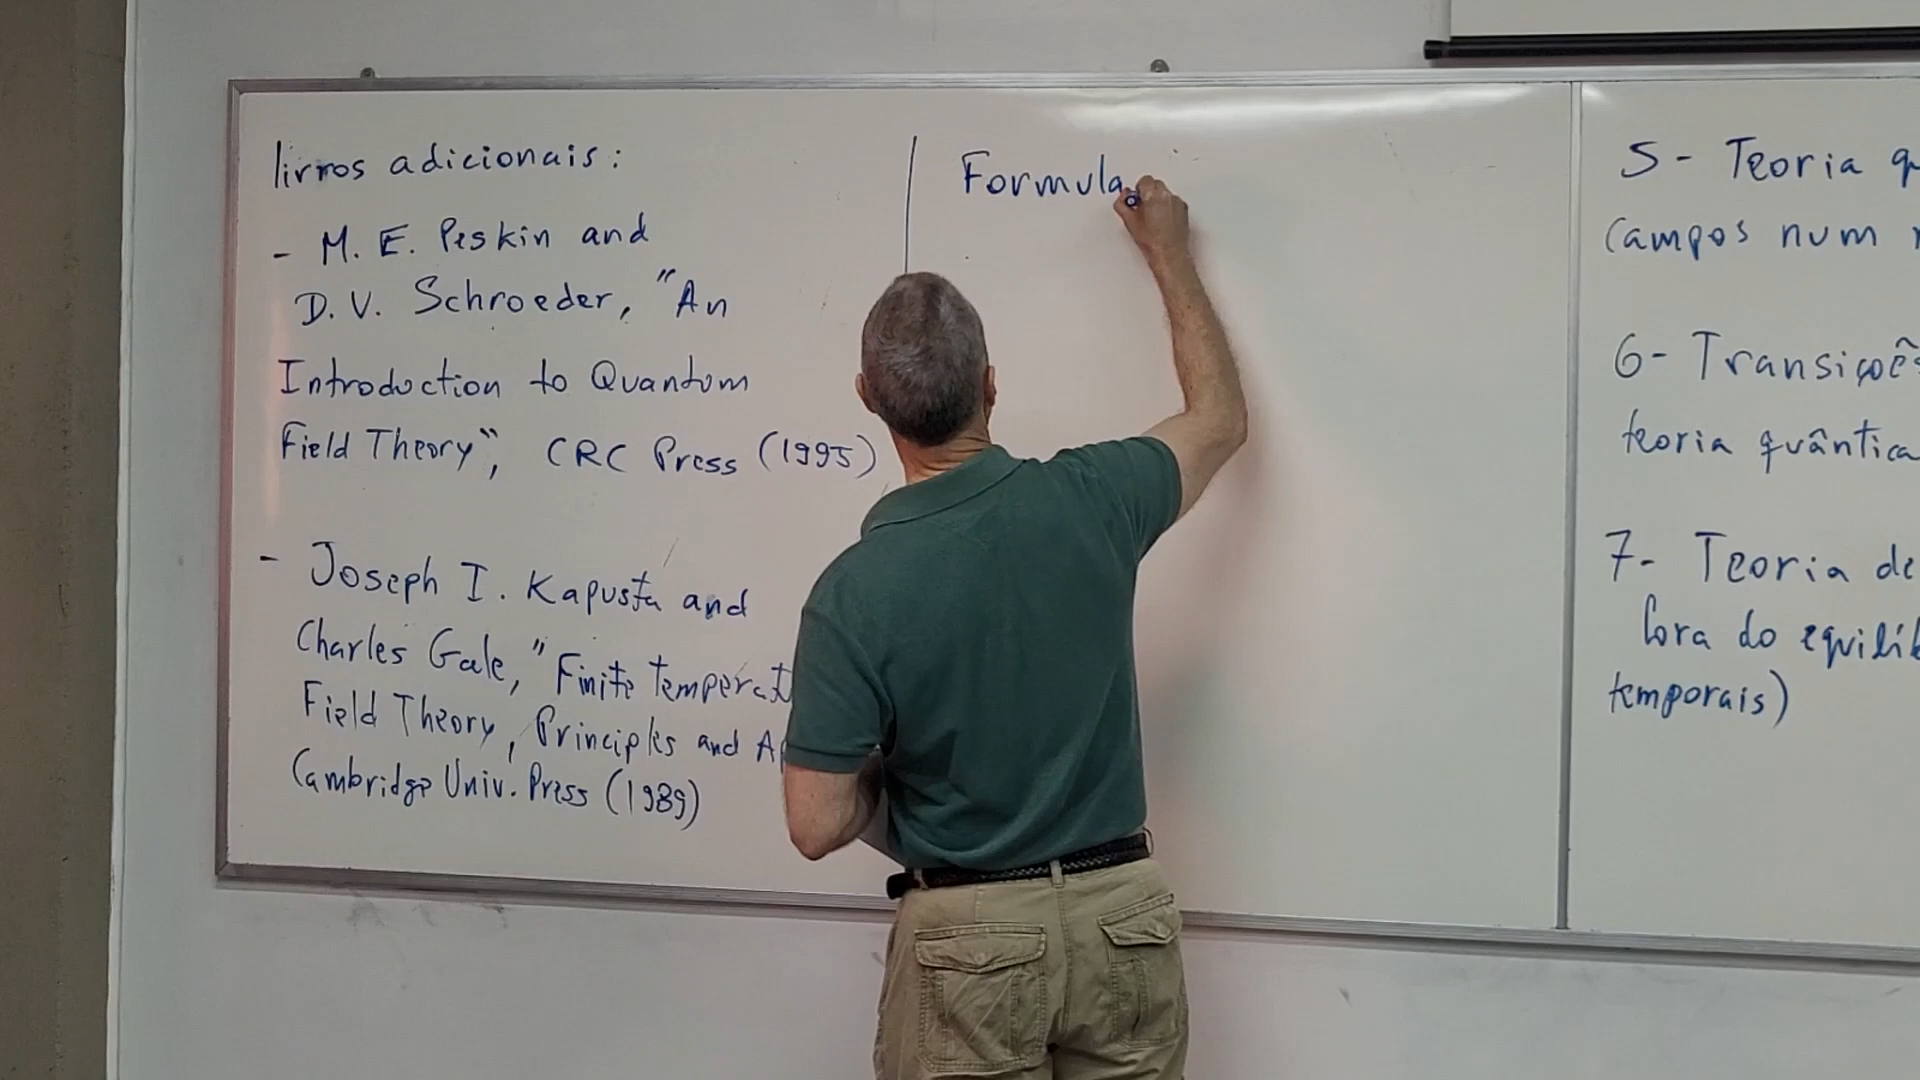 livros adicionais:
- M. E. Peskin and
D. V. Schroeder, "An
Introduction to Quantum
Field Theory", CRC Press (1995)
- Joseph I. Kapusta and
Charles Gale, "Finite temperat
Field Theory, Principles and Ap
Cambridge Univ. Press (1989)
Formula
5- Teoria q
Campos num
6- Transiçoê
teoria quântica
7- Teoria de
fora do equilíb
temporais)